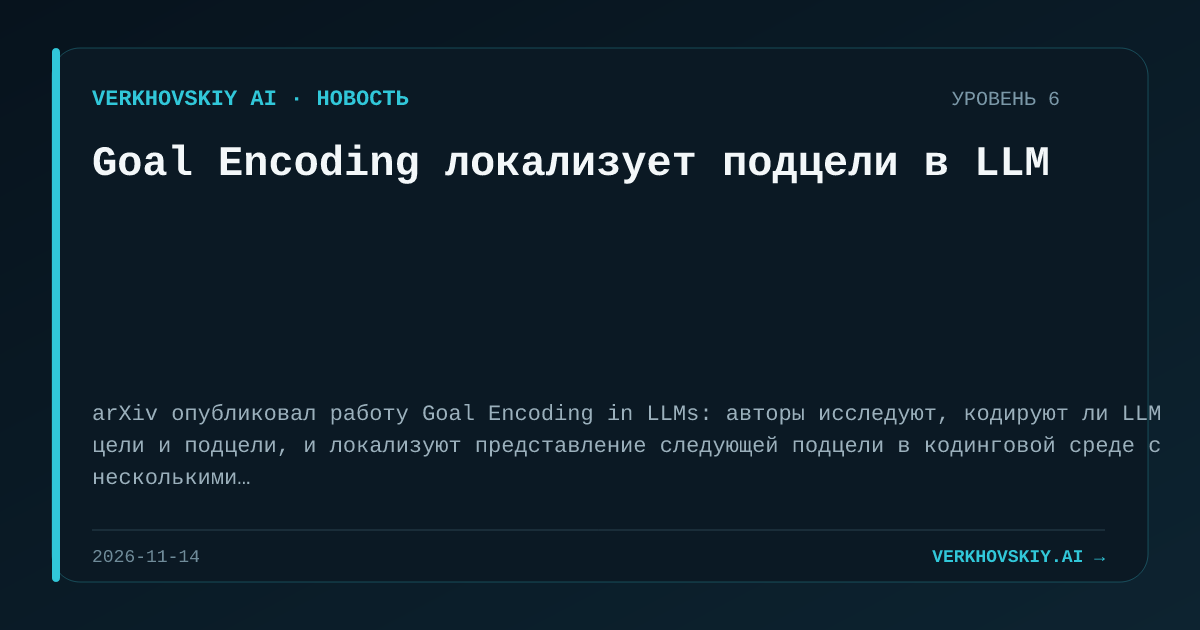 VERKHOVSKIY AI · НОВОСТЬ
УРОВЕНЬ 6
Goal Encoding локализует подцели в LLM
arXiv опубликовал работу Goal Encoding in LLMs: авторы исследуют, кодируют ли LLM
цели и подцели, и локализуют представление следующей подцели в кодинговой среде с
несколькими…
2026-11-14
VERKHOVSKIY.AI →